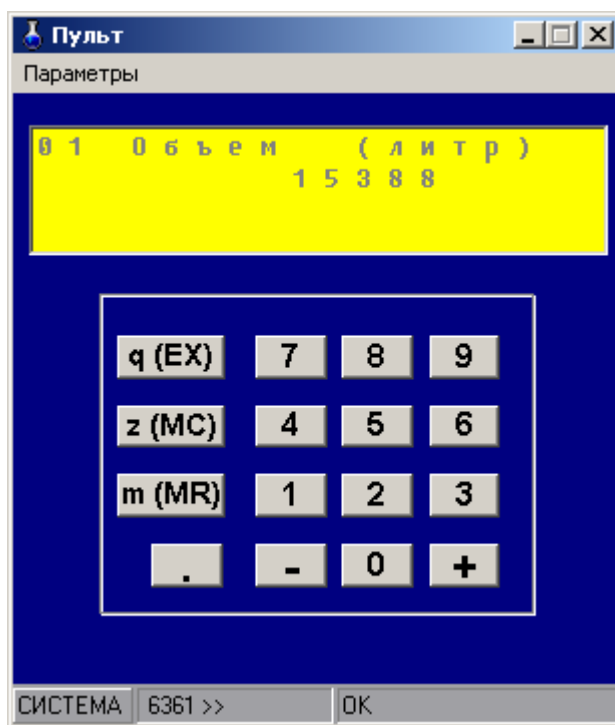 Пульт
Параметры
01 Объем (литр)
15388
q (EX) 7 8 9
z (MC) 4 5 6
m (MR) 1 2 3
. - 0 +
СИСТЕМА 6361 >> OK